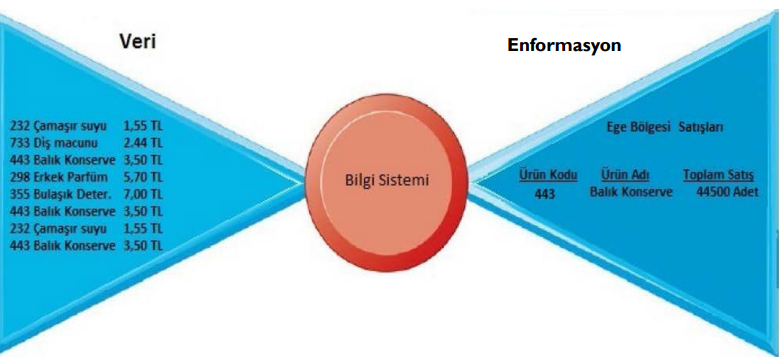 Veri
232 Çamaşır suyu 1,55 TL
733 Diş macunu 2.44 TL
443 Balık Konserve 3,50 TL
298 Erkek Parfüm 5,70 TL
355 Bulaşık Deter. 7,00 TL
443 Balık Konserve 3,50 TL
232 Çamaşır suyu 1,55 TL
443 Balık Konserve 3,50 TL
Bilgi Sistemi
Enformasyon
Ege Bölgesi Satışları
Ürün Kodu Ürün Adı Toplam Satış
443 Balık Konserve 44500 Adet